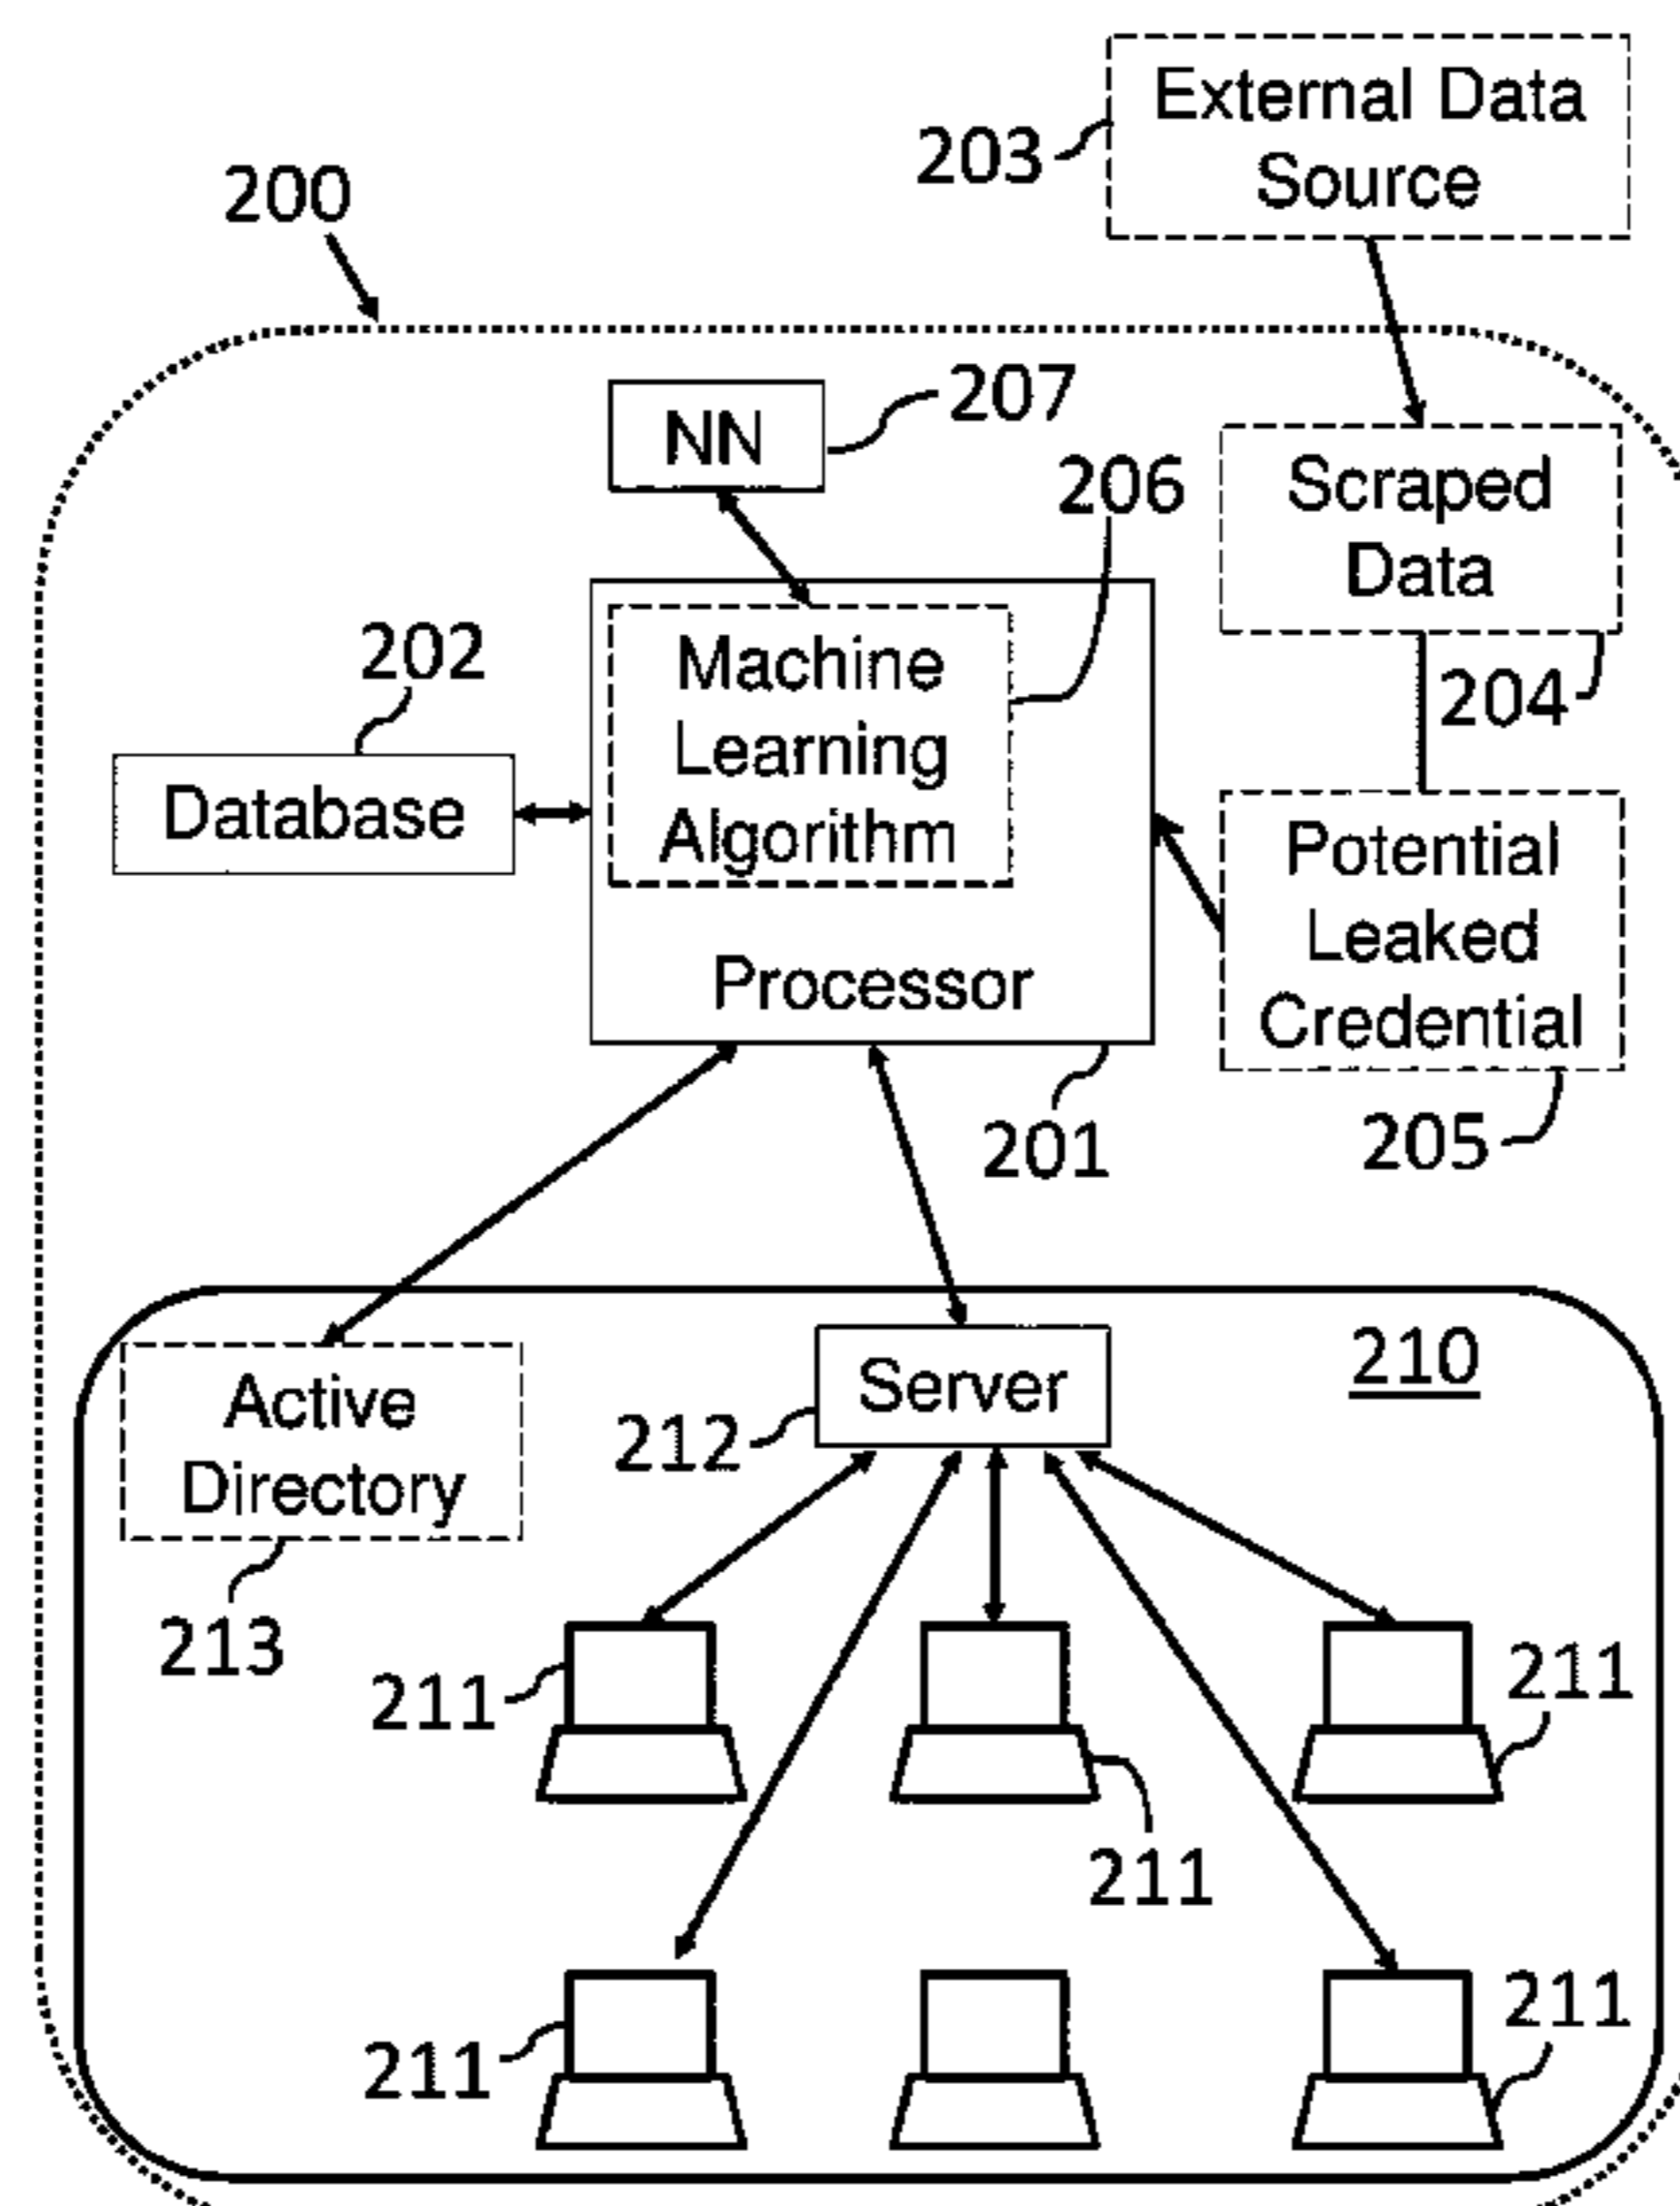 External Data
Source
203
200
NN
207
206
Scraped
Data
204
202
Database
Machine
Learning
Algorithm
Processor
Potential
Leaked
Credential
201
205
210
Active
Directory
Server
212
213
211
211
211
211
211